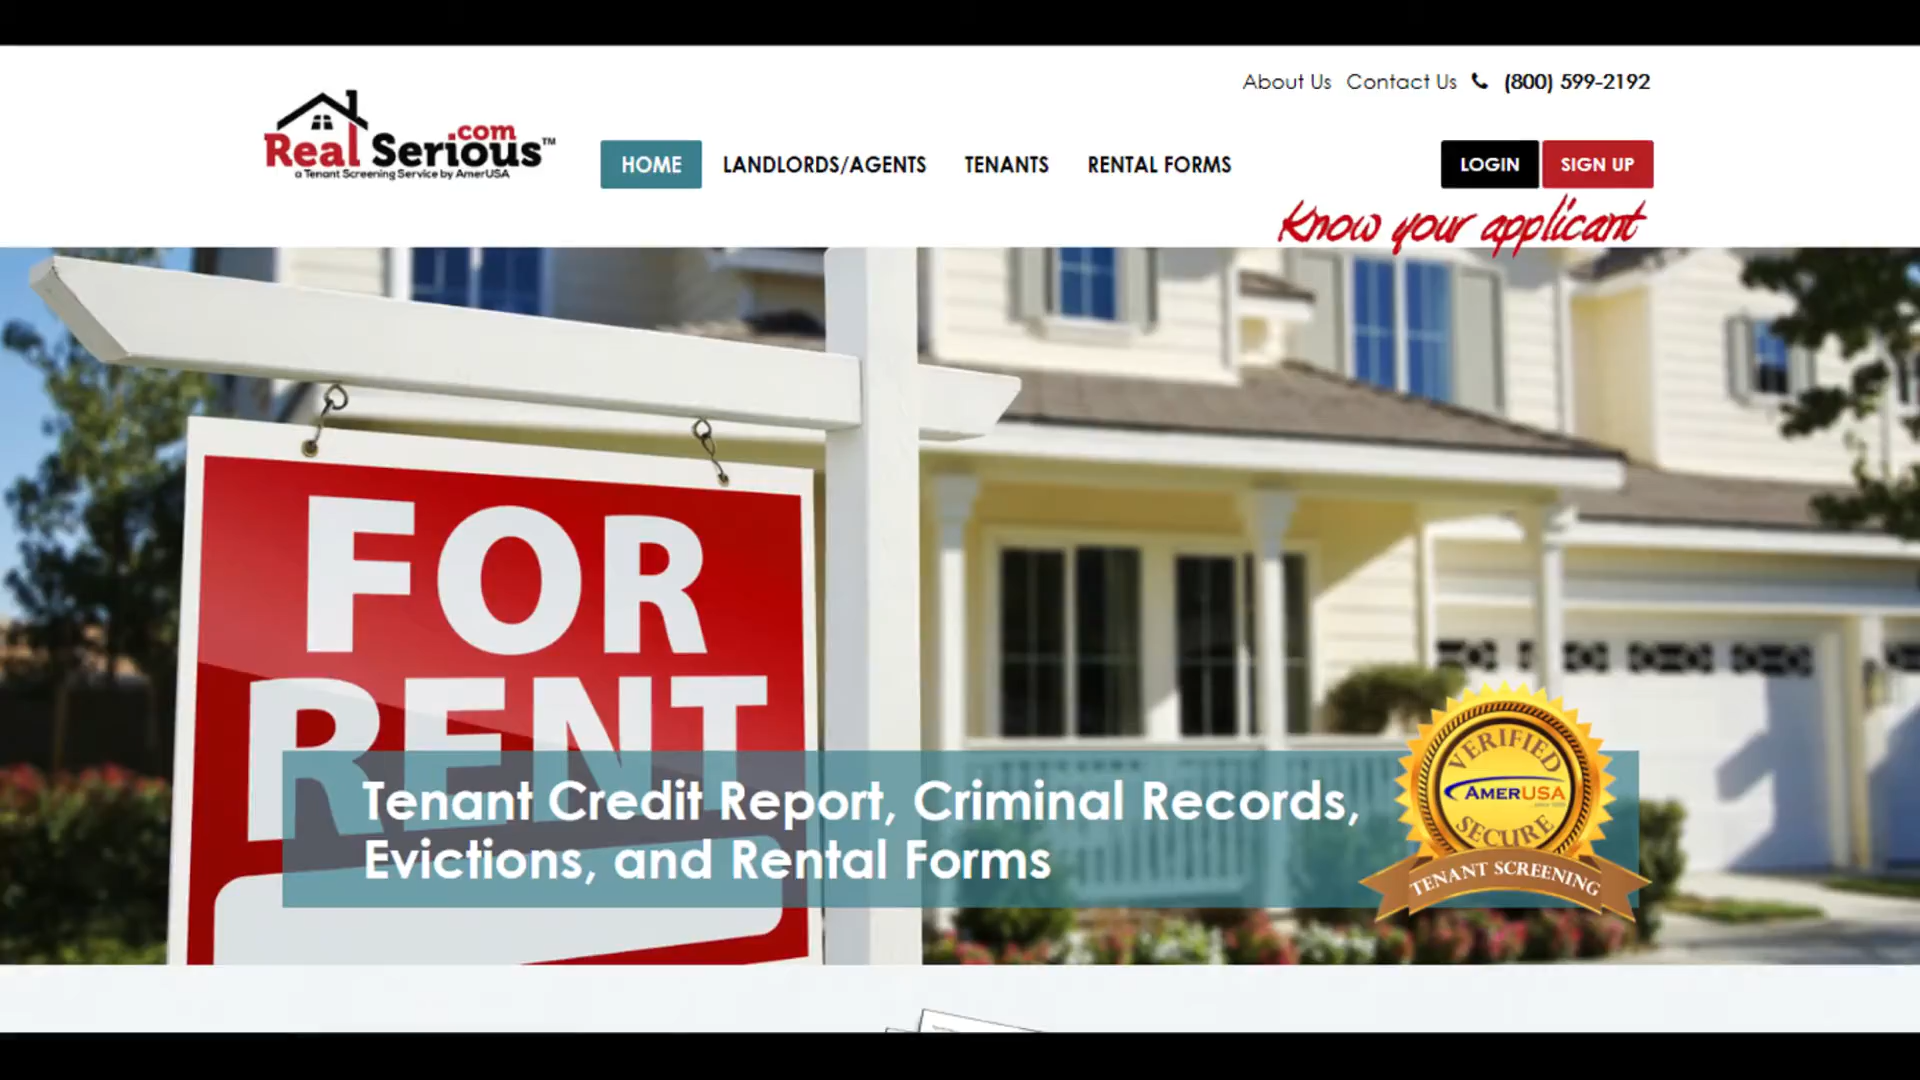 About Us Contact Us (800) 599-2192
.com
Real Serious™
a Tenant Screening Service by AmerUSA
HOME LANDLORDS/AGENTS TENANTS RENTAL FORMS LOGIN SIGN UP
Know your applicant
FOR
RENT
Tenant Credit Report, Criminal Records,
Evictions, and Rental Forms
VERIFIED
AMERUSA
SECURE
TENANT SCREENING